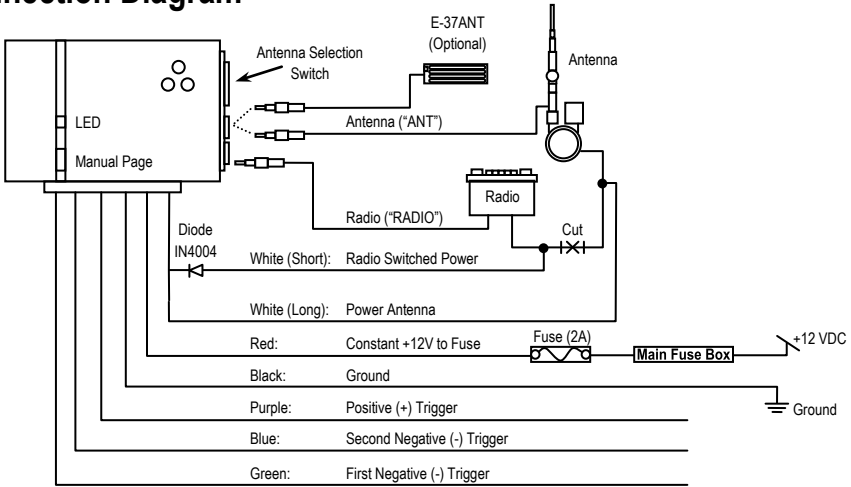 E-37ANT
(Optional)
Antenna Selection
Switch
Antenna
LED
Antenna ("ANT")
Manual Page
Radio
Radio ("RADIO")
Diode
IN4004
Cut
White (Short): Radio Switched Power
White (Long): Power Antenna
Red: Constant +12V to Fuse
Fuse (2A)
Main Fuse Box
+12 VDC
Black: Ground
Ground
Purple: Positive (+) Trigger
Blue: Second Negative (-) Trigger
Green: First Negative (-) Trigger